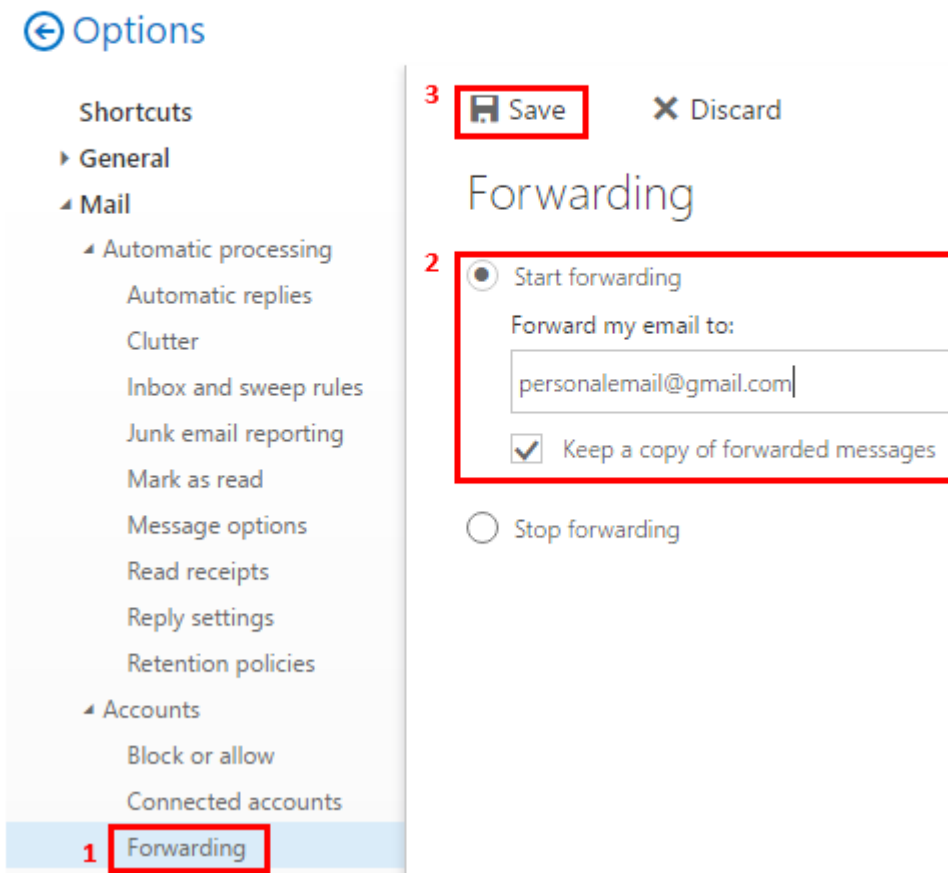 Options
Shortcuts
General
Mail
Automatic processing
Automatic replies
Clutter
Inbox and sweep rules
Junk email reporting
Mark as read
Message options
Read receipts
Reply settings
Retention policies
Accounts
Block or allow
Connected accounts
1 Forwarding
3 Save Discard
Forwarding
2 Start forwarding
Forward my email to:
personalemail@gmail.com
Keep a copy of forwarded messages
Stop forwarding